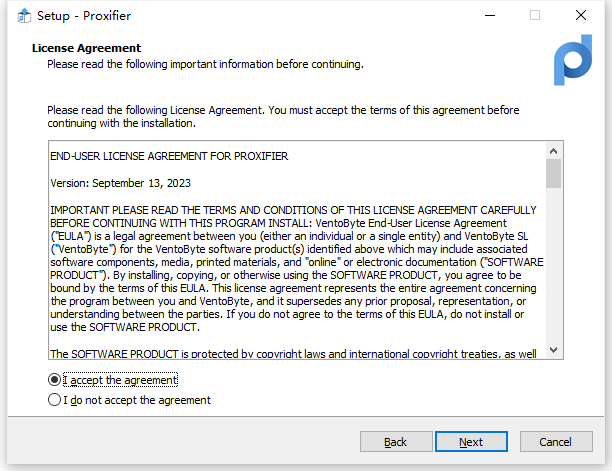 Setup - Proxifier
License Agreement
Please read the following important information before continuing.
Please read the following License Agreement. You must accept the terms of this agreement before
continuing with the installation.
END-USER LICENSE AGREEMENT FOR PROXIFIER
Version: September 13, 2023
IMPORTANT PLEASE READ THE TERMS AND CONDITIONS OF THIS LICENSE AGREEMENT CAREFULLY
BEFORE CONTINUING WITH THIS PROGRAM INSTALL: VentoByte End-User License Agreement
("EULA") is a legal agreement between you (either an individual or a single entity) and VentoByte SL
("VentoByte") for the VentoByte software product(s) identified above which may include associated
software components, media, printed materials, and "online" or electronic documentation ("SOFTWARE
PRODUCT"). By installing, copying, or otherwise using the SOFTWARE PRODUCT, you agree to be
bound by the terms of this EULA. This license agreement represents the entire agreement concerning
the program between you and VentoByte, and it supersedes any prior proposal, representation, or
understanding between the parties. If you do not agree to the terms of this EULA, do not install or
use the SOFTWARE PRODUCT.
The SOFTWARE PRODUCT is protected by copyright laws and international copyright treaties, as well
I accept the agreement
I do not accept the agreement
Back
Next
Cancel